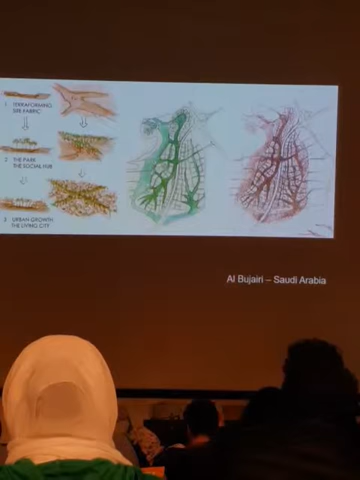 1 TERRAFORMING
SITE FABRIC
2 THE PARK
THE SOCIAL HUB
3 URBAN GROWTH
THE LIVING CITY
Al Bujairi – Saudi Arabia